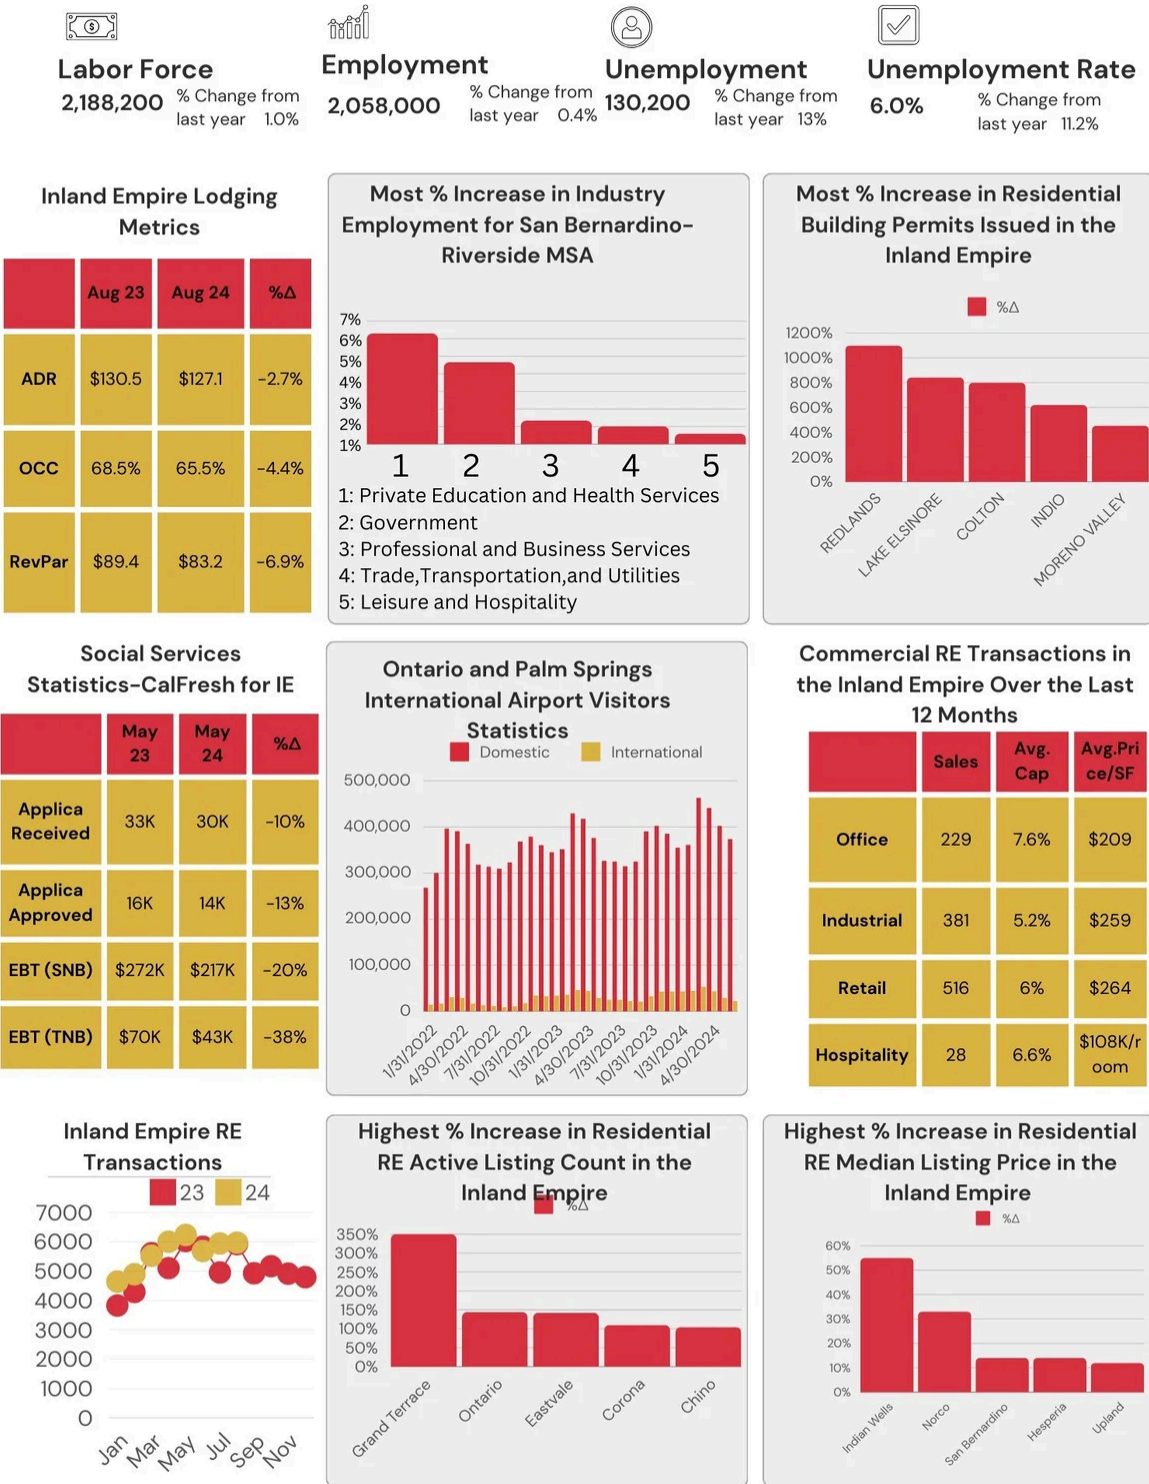 Labor Force
2,188,200
% Change from
last year 1.0%
Employment
2,058,000
% Change from
last year 0.4%
Unemployment
130,200
% Change from
last year 13%
Unemployment Rate
6.0%
% Change from
last year 11.2%
Inland Empire Lodging
Metrics
Aug 23 Aug 24 %Δ
ADR $130.5 $127.1 -2.7%
OCC 68.5% 65.5% -4.4%
RevPar $89.4 $83.2 -6.9%
Most % Increase in Industry
Employment for San Bernardino-
Riverside MSA
7%
6%
5%
4%
3%
2%
1%
1 2 3 4 5
1: Private Education and Health Services
2: Government
3: Professional and Business Services
4: Trade,Transportation,and Utilities
5: Leisure and Hospitality
Most % Increase in Residential
Building Permits Issued in the
Inland Empire
%Δ
1200%
1000%
800%
600%
400%
200%
0%
REDLANDS
LAKE ELSINORE
COLTON
INDIO
MORENO VALLEY
Social Services
Statistics-CalFresh for IE
May
23
May
24
%Δ
Applica
Received
33K 30K -10%
Applica
Approved
16K 14K -13%
EBT (SNB) $272K $217K -20%
EBT (TNB) $70K $43K -38%
Ontario and Palm Springs
International Airport Visitors
Statistics
Domestic International
500,000
400,000
300,000
200,000
100,000
0
1/31/2022
4/30/2022
7/31/2022
10/31/2022
1/31/2023
4/30/2023
7/31/2023
10/31/2023
1/31/2024
4/30/2024
Commercial RE Transactions in
the Inland Empire Over the Last
12 Months
Sales
Avg.
Cap
Avg.Pri
ce/SF
Office 229 7.6% $209
Industrial 381 5.2% $259
Retail 516 6% $264
Hospitality 28 6.6% $108K/r
oom
Inland Empire RE
Transactions
23 24
7000
6000
5000
4000
3000
2000
1000
0
Jan
Mar
May
Jul
Sep
Nov
Highest % Increase in Residential
RE Active Listing Count in the
Inland Empire
%Δ
350%
300%
250%
200%
150%
100%
50%
0%
Grand Terrace
Ontario
Eastvale
Corona
Chino
Highest % Increase in Residential
RE Median Listing Price in the
Inland Empire
%Δ
60%
50%
40%
30%
20%
10%
0%
Indian Wells
Norco
San Bernardino
Hesperia
Upland